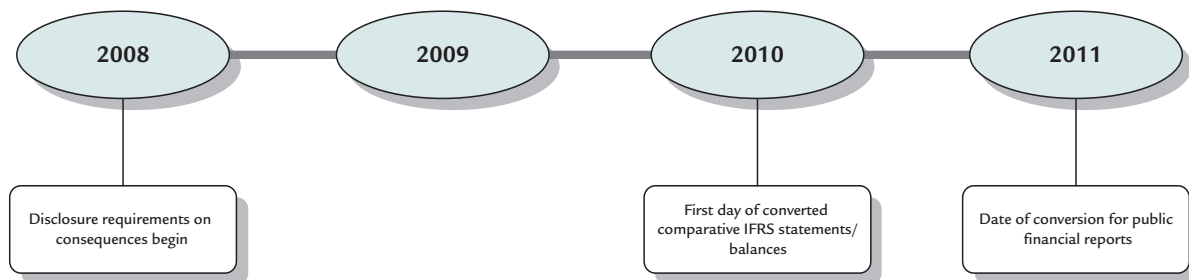 2008
2009
2010
2011
Disclosure requirements on
consequences begin
First day of converted
comparative IFRS statements/
balances
Date of conversion for public
financial reports